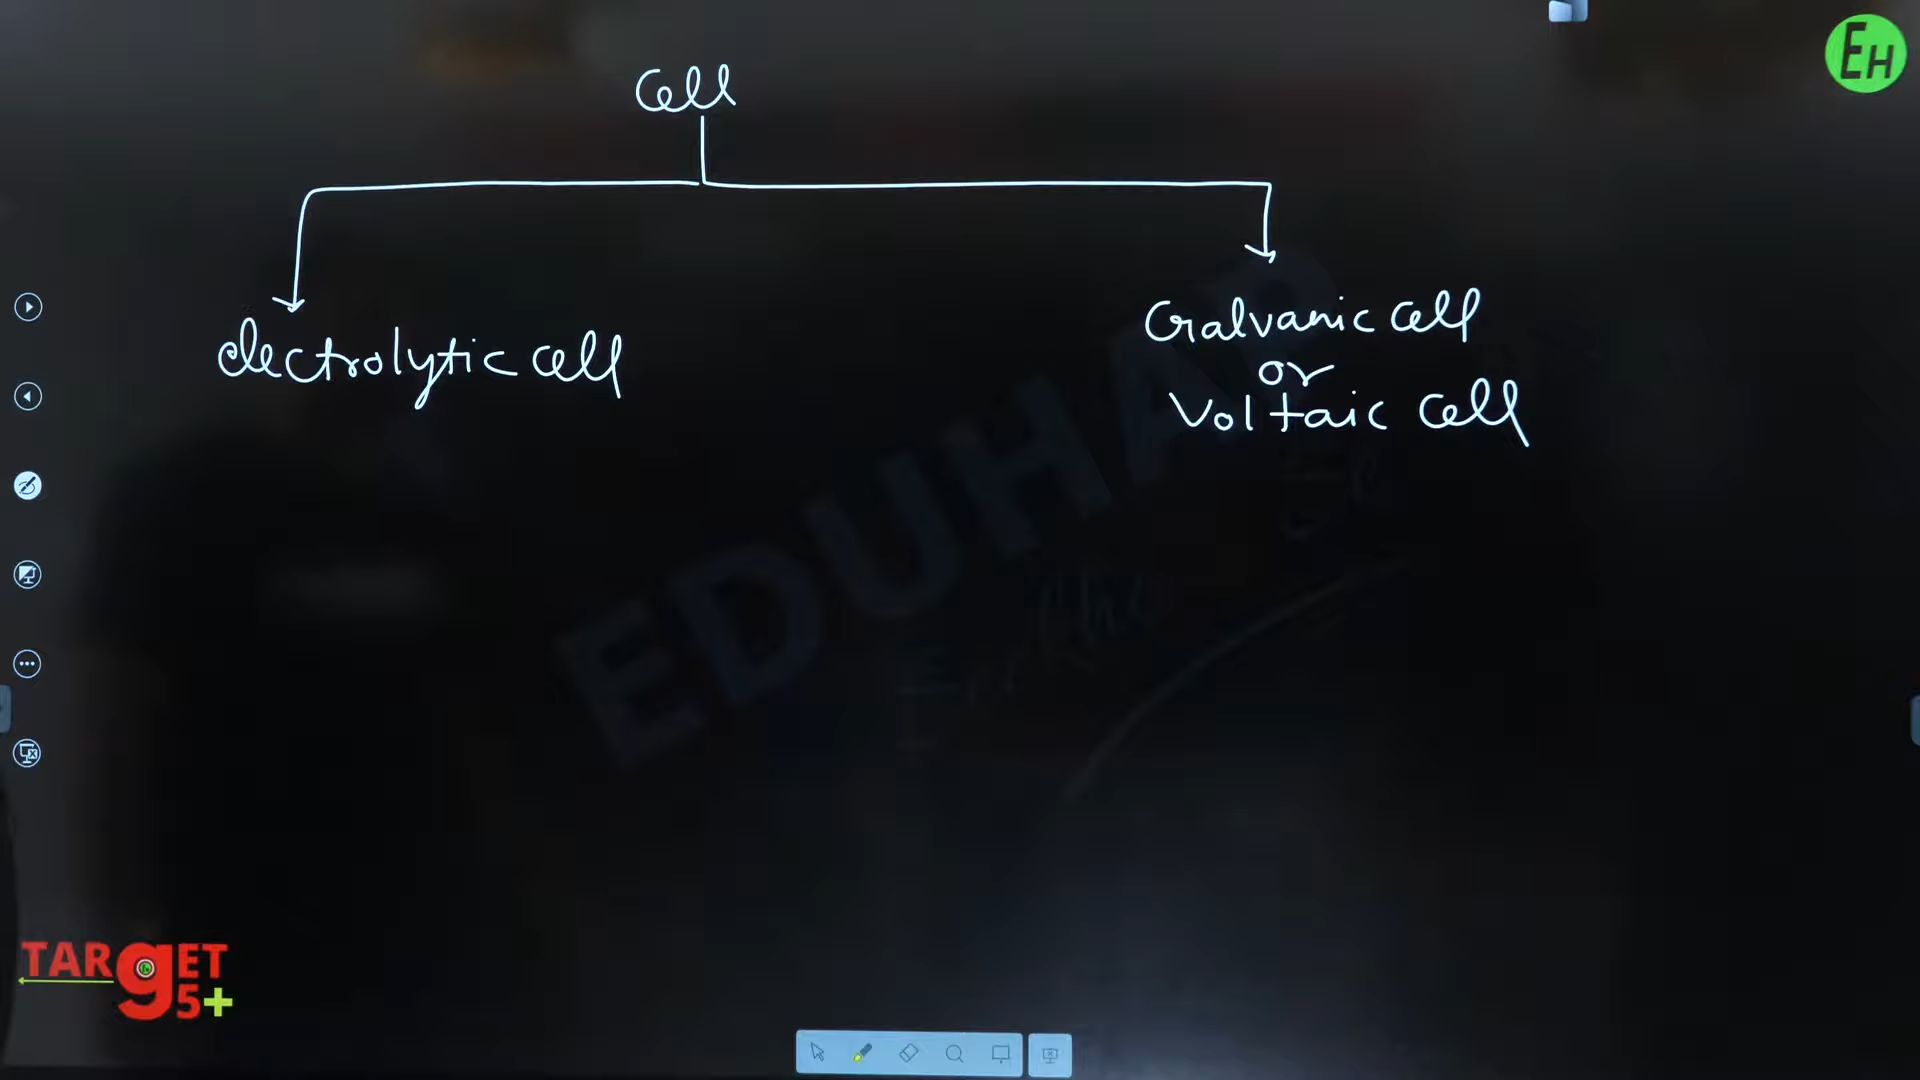 Cell
electrolytic cell
Galvanic cell
or
Voltaic cell
EDUHAP
EH
TARgET
95+